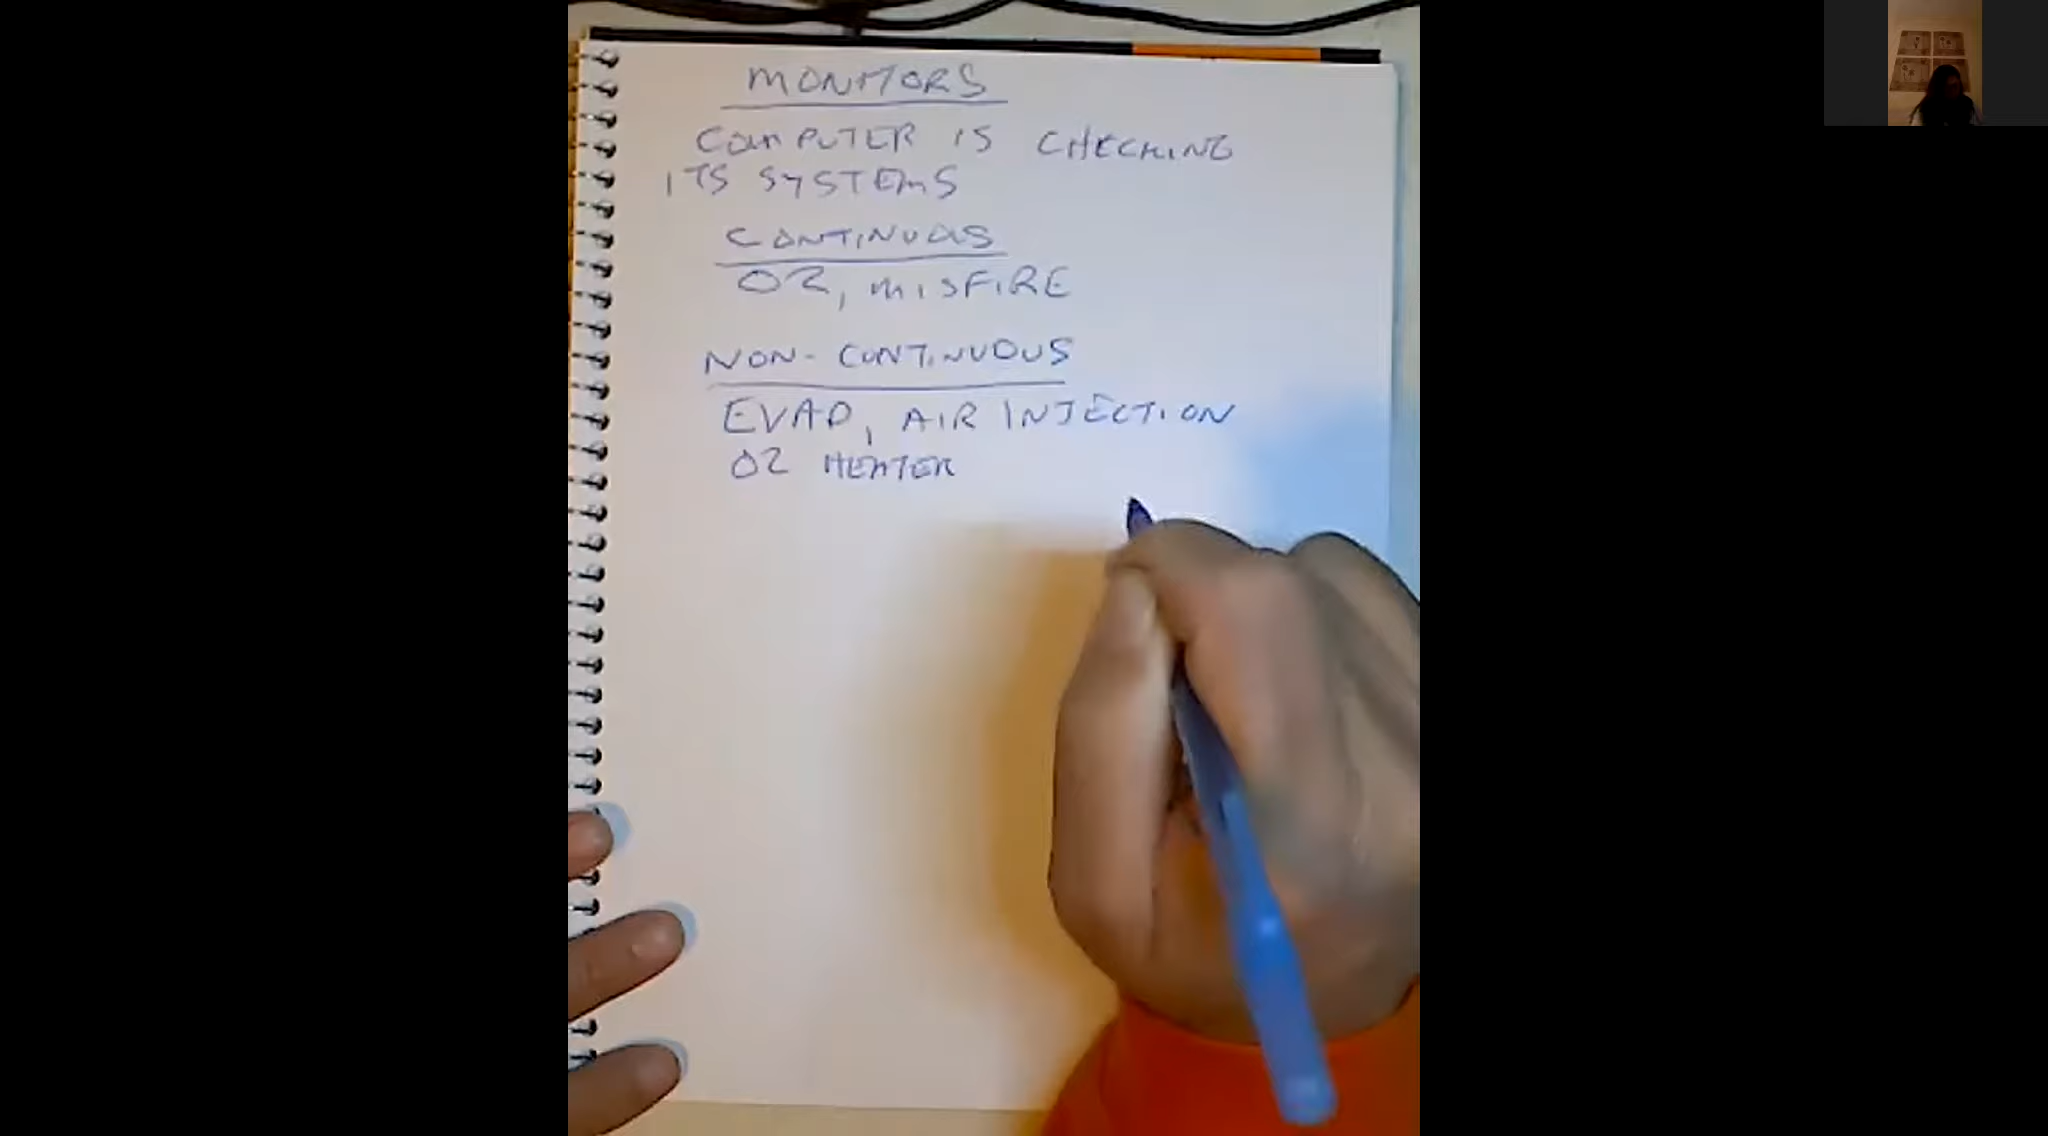 MONITORS
COMPUTER IS CHECKING
ITS SYSTEMS
CONTINUOUS
O2, MISFIRE
NON-CONTINUOUS
EVAP, AIR INJECTION
O2 HEATER